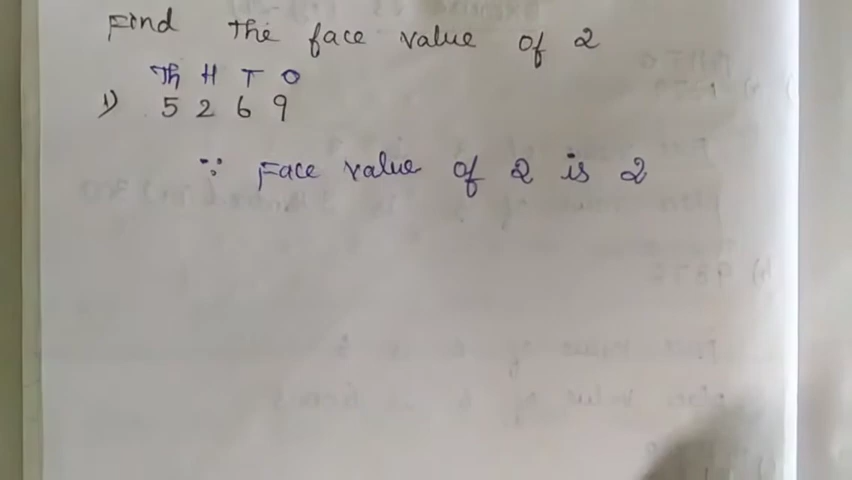 Find the face value of 2
Th H T O
1) 5 2 6 9
∵ Face value of 2 is 2